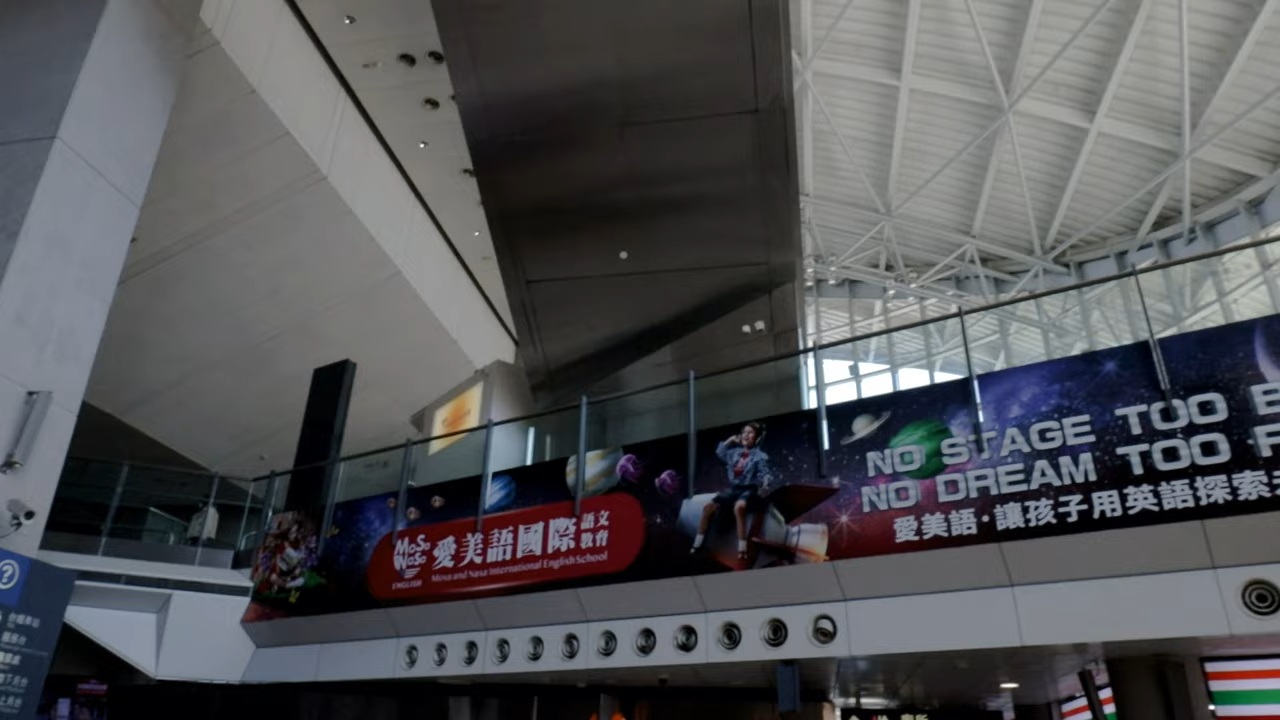 MoSa
NaSa
ENGLISH
愛美語國際
語文
教育
Mosa and Nasa International English School
NO STAGE TOO
NO DREAM TOO
愛美語·讓孩子用英語探索
?